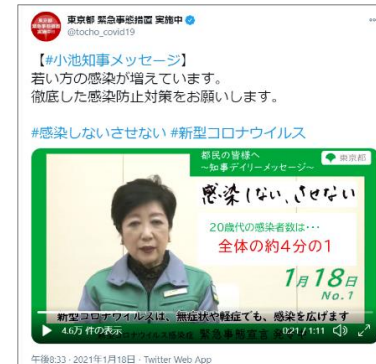 東京都 緊急事態措置 実施中
@tocho_covid19
【#小池知事メッセージ】
若い方の感染が増えています。
徹底した感染防止対策をお願いします。
#感染しないさせない #新型コロナウイルス
都民の皆様へ
~知事デイリーメッセージ~
東京都
感染しない、させない
20歳代の感染者数は・・・
全体の約4分の1
1月18日
No.1
新型コロナウイルスは、無症状や軽症でも、感染を広げます
4.6万 件の表示
緊急事態宣言
0:21 / 1:11
午後8:33 · 2021年1月18日 · Twitter Web App